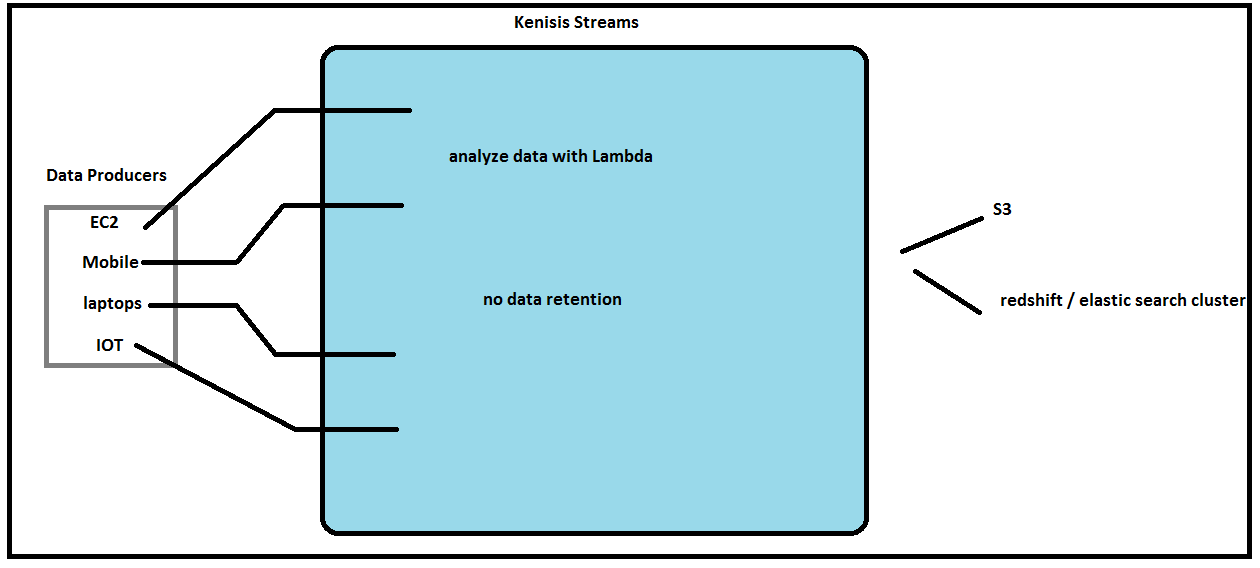 Kenisis Streams
analyze data with Lambda
Data Producers
EC2
Mobile
laptops
IOT
no data retention
S3
redshift / elastic search cluster